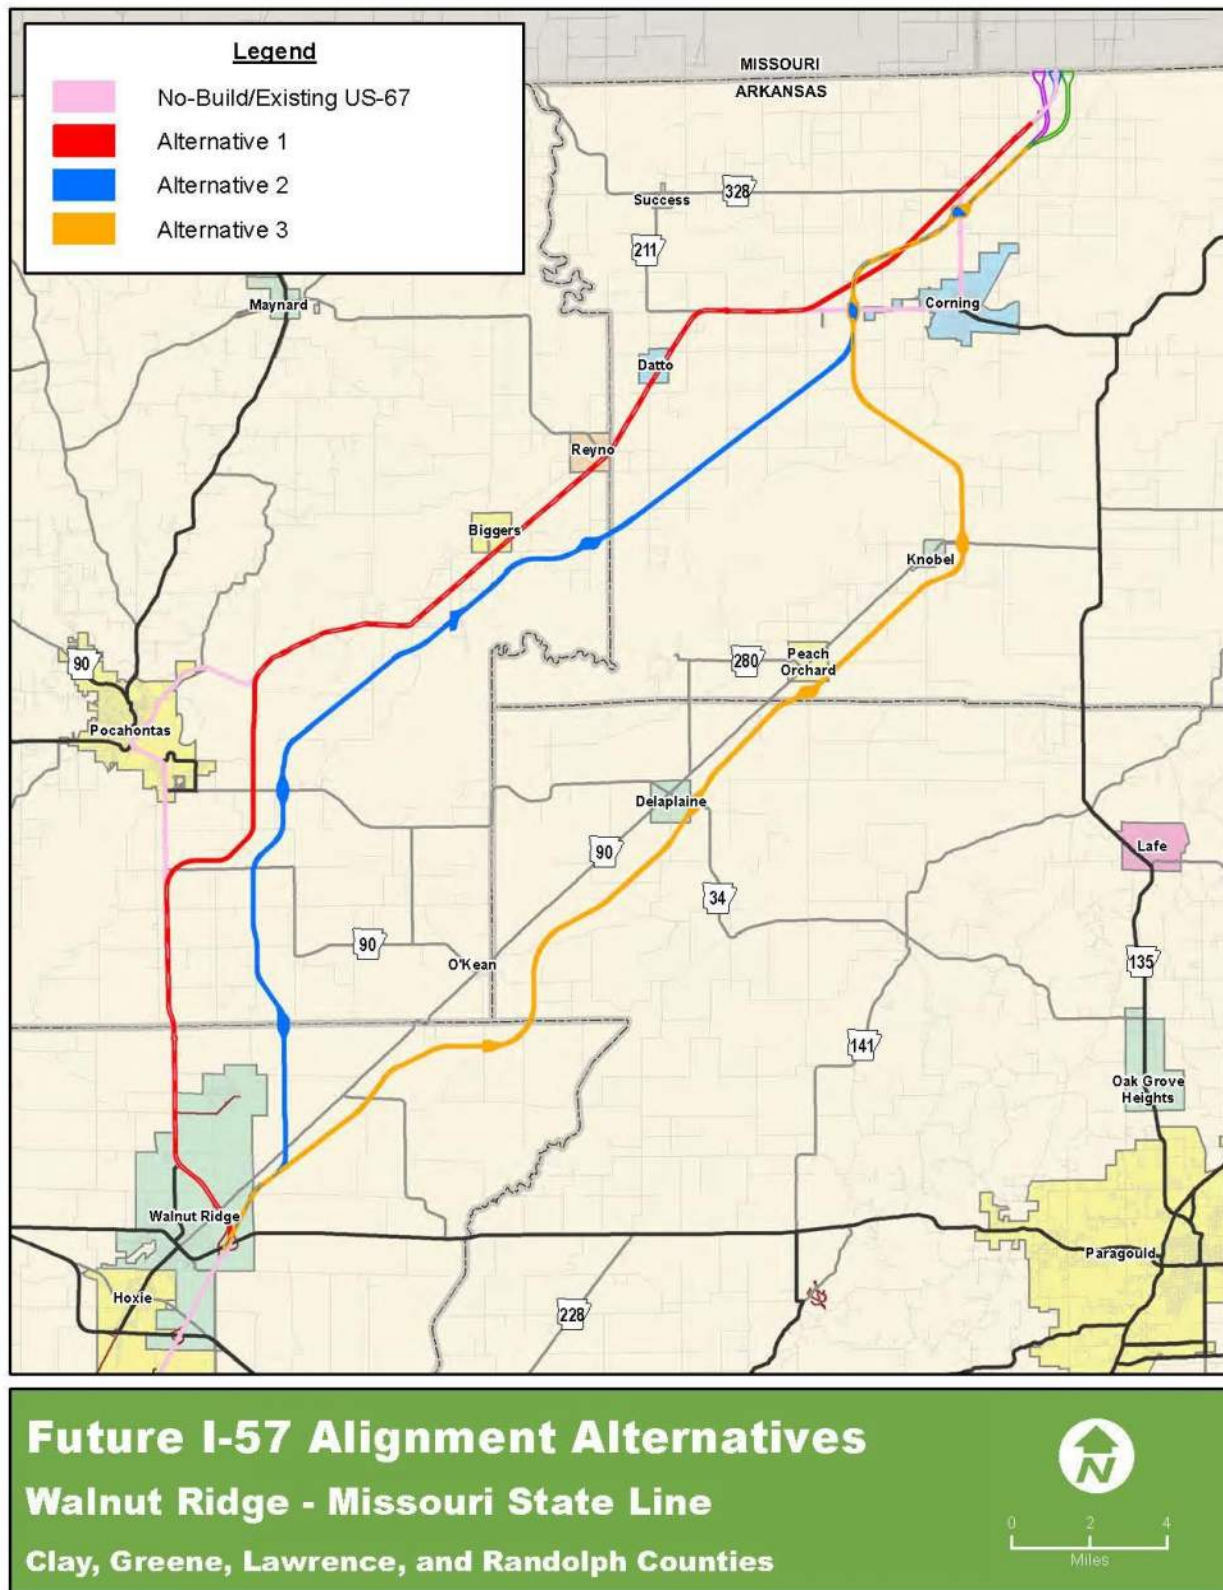 Legend
No-Build/Existing US-67
Alternative 1
Alternative 2
Alternative 3
MISSOURI
ARKANSAS
Success
328
211
Maynard
Corning
Datto
Reyno
Biggers
Knobel
90
280
Peach
Orchard
Pocahontas
Delaplaine
90
Lafe
34
90
O'Kean
135
141
Oak Grove
Heights
Walnut Ridge
Paragould
Hoxie
228
Future I-57 Alignment Alternatives
Walnut Ridge - Missouri State Line
Clay, Greene, Lawrence, and Randolph Counties
N
0 2 4
Miles